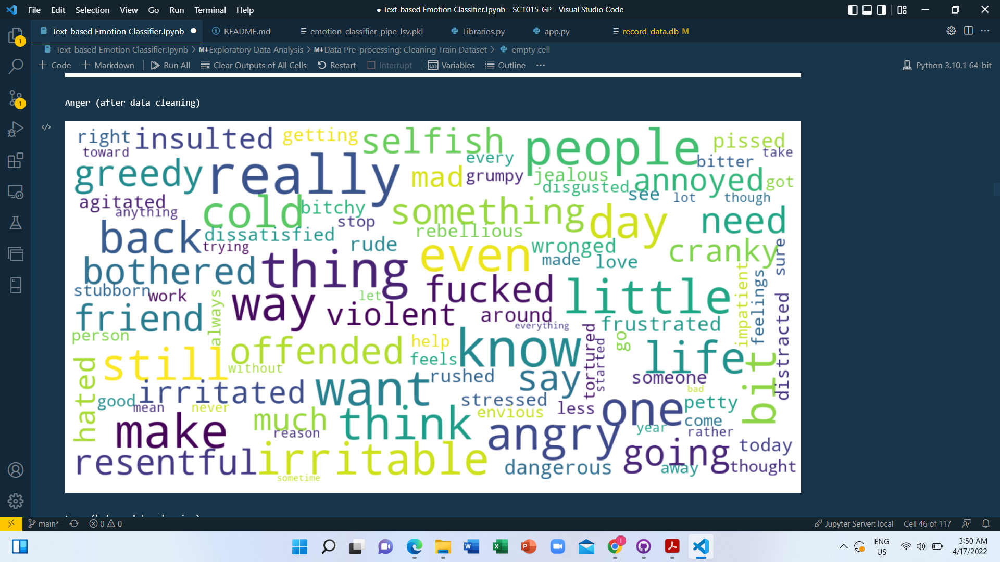 File Edit Selection View Go Run Terminal Help
● Text-based Emotion Classifier.Ipynb - SC1015-GP - Visual Studio Code
Text-based Emotion Classifier.Ipynb README.md emotion_classifier_pipe_lsv.pkl Libraries.py app.py record_data.db M
Text-based Emotion Classifier.Ipynb > M↓Exploratory Data Analysis > M↓Data Pre-processing: Cleaning Train Dataset > empty cell
+ Code + Markdown Run All Clear Outputs of All Cells Restart Interrupt Variables Outline ··· Python 3.10.1 64-bit
1
1
Anger (after data cleaning)
right insulted getting selfish people pissed
toward every bitter take
greedy really mad grumpy jealous annoyed got
disgusted
agitated cold bitchy something see lot though
anything stop day need
back dissatisfied rebellious
trying rude even wronged cranky sure
bothered thing made love
stubborn work fucked little impatient feelings
friend always way let violent around frustrated distracted
everything
person offended help know tortured go life
still without feels started bit
hated rushed say someone
irritated want bad
good mean never stressed less one petty
make much think envious come
reason angry year rather
resentful irritable going today
dangerous away thought
sometime
main* 0 0 Jupyter Server: local Cell 46 of 117
ENG
US
3:50 AM
4/17/2022